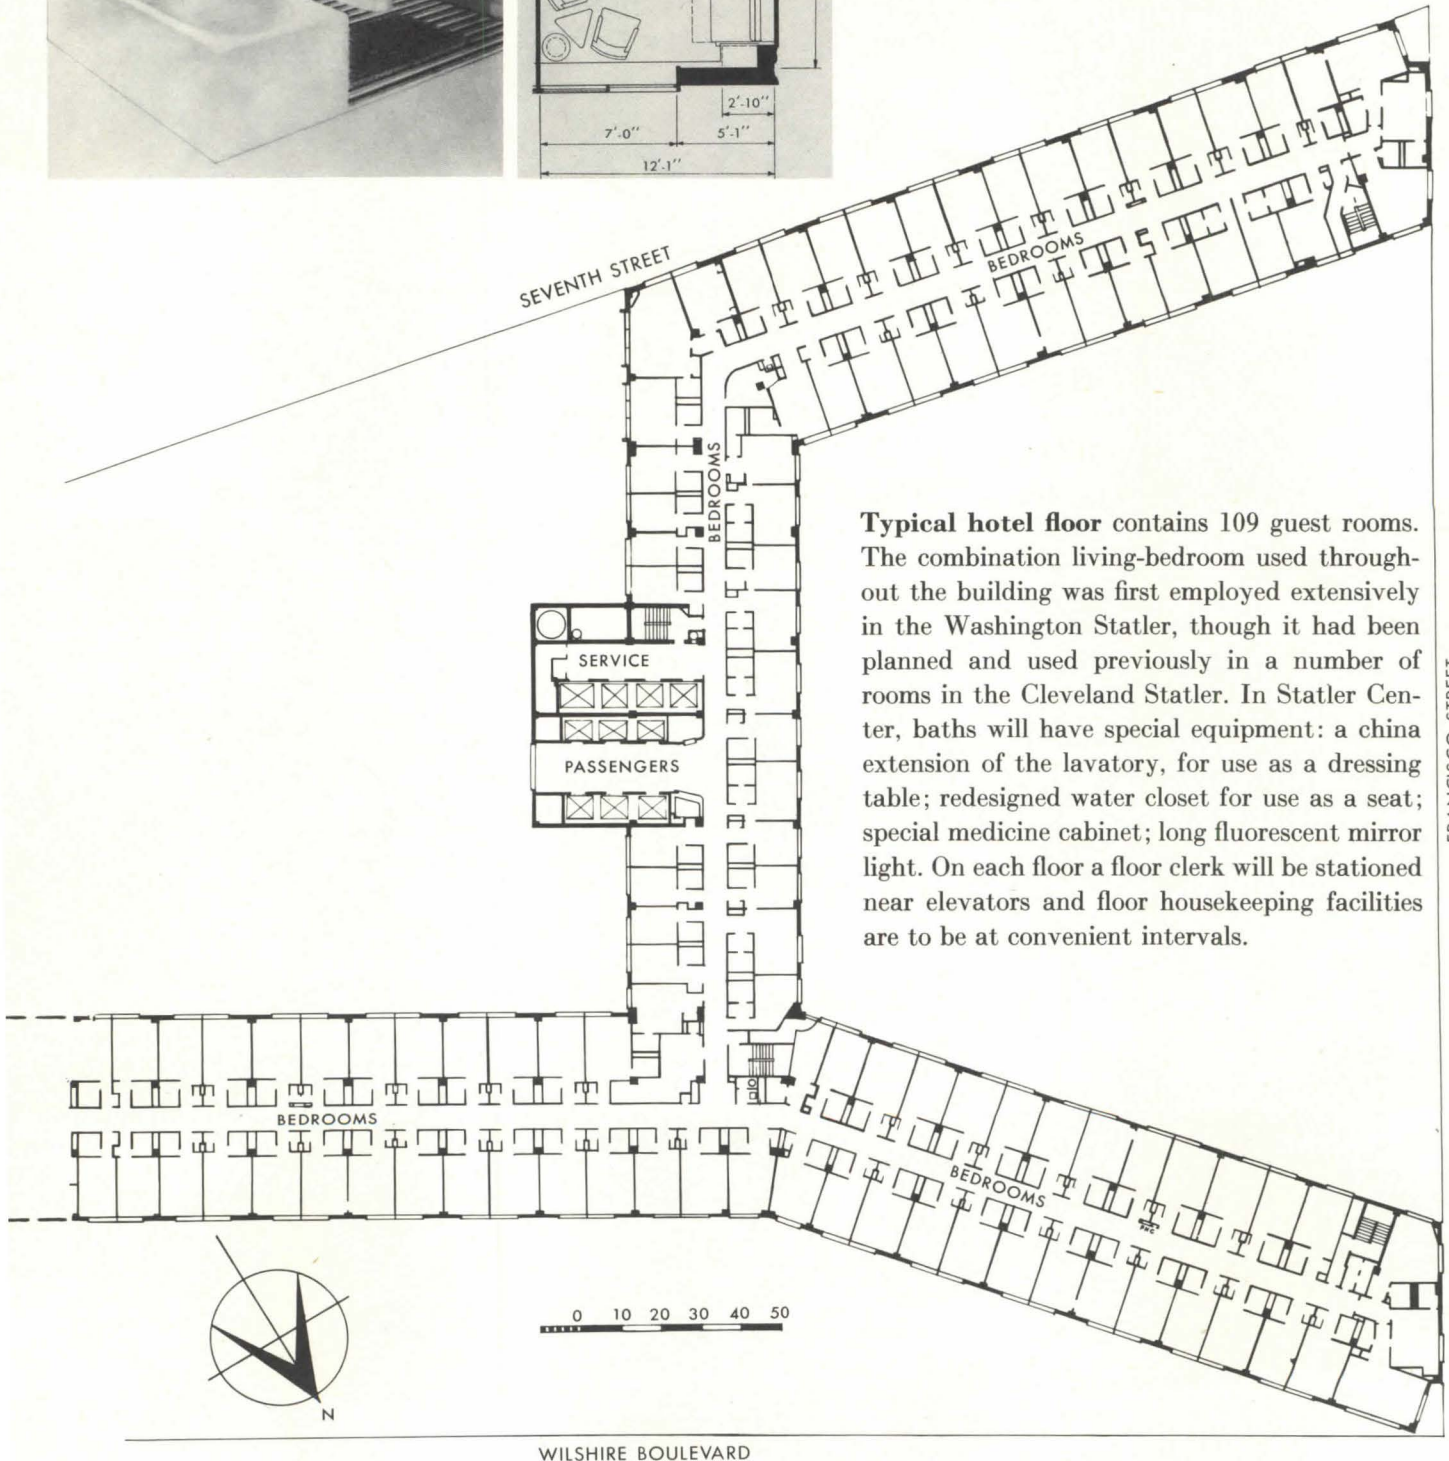 2'-10"
7'-0"
5'-1"
12'-1"
SEVENTH STREET
BEDROOMS
BEDROOMS
Typical hotel floor contains 109 guest rooms.
The combination living-bedroom used through-
out the building was first employed extensively
in the Washington Statler, though it had been
planned and used previously in a number of
rooms in the Cleveland Statler. In Statler Cen-
ter, baths will have special equipment: a china
extension of the lavatory, for use as a dressing
table; redesigned water closet for use as a seat;
special medicine cabinet; long fluorescent mirror
light. On each floor a floor clerk will be stationed
near elevators and floor housekeeping facilities
are to be at convenient intervals.
SERVICE
PASSENGERS
BEDROOMS
BEDROOMS
0 10 20 30 40 50
N
WILSHIRE BOULEVARD